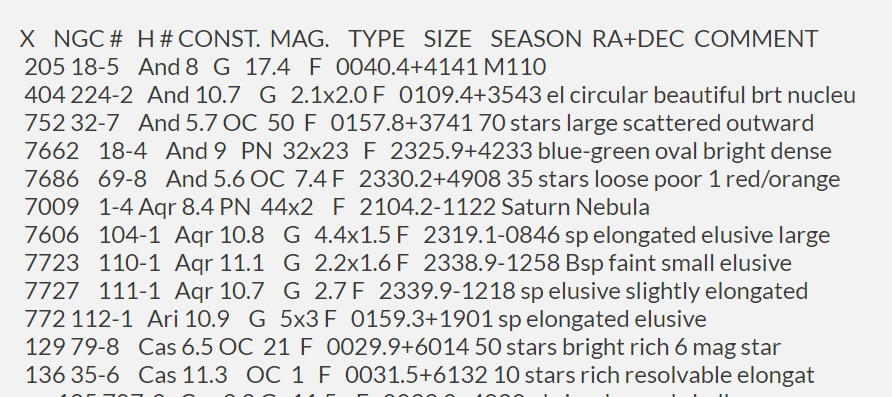 X NGC # H # CONST. MAG. TYPE SIZE SEASON RA+DEC COMMENT
205 18-5 And 8 G 17.4 F 0040.4+4141 M110
404 224-2 And 10.7 G 2.1x2.0 F 0109.4+3543 el circular beautiful brt nucleu
752 32-7 And 5.7 OC 50 F 0157.8+3741 70 stars large scattered outward
7662 18-4 And 9 PN 32x23 F 2325.9+4233 blue-green oval bright dense
7686 69-8 And 5.6 OC 7.4 F 2330.2+4908 35 stars loose poor 1 red/orange
7009 1-4 Aqr 8.4 PN 44x2 F 2104.2-1122 Saturn Nebula
7606 104-1 Aqr 10.8 G 4.4x1.5 F 2319.1-0846 sp elongated elusive large
7723 110-1 Aqr 11.1 G 2.2x1.6 F 2338.9-1258 Bsp faint small elusive
7727 111-1 Aqr 10.7 G 2.7 F 2339.9-1218 sp elusive slightly elongated
772 112-1 Ari 10.9 G 5x3 F 0159.3+1901 sp elongated elusive
129 79-8 Cas 6.5 OC 21 F 0029.9+6014 50 stars bright rich 6 mag star
136 35-6 Cas 11.3 OC 1 F 0031.5+6132 10 stars rich resolvable elongat